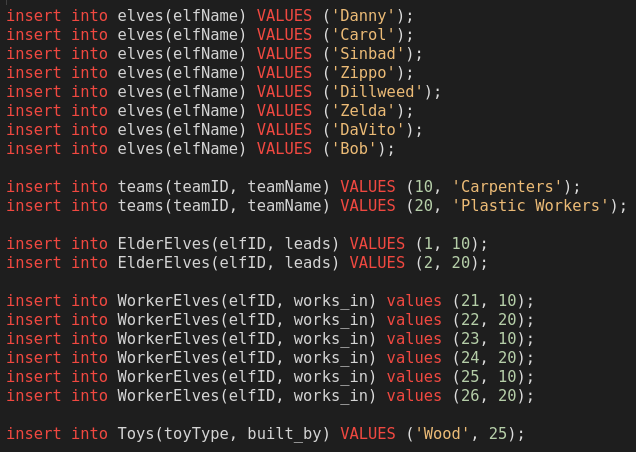 insert into elves(elfName) VALUES ('Danny');
insert into elves(elfName) VALUES ('Carol');
insert into elves(elfName) VALUES ('Sinbad');
insert into elves(elfName) VALUES ('Zippo');
insert into elves(elfName) VALUES ('Dillweed');
insert into elves(elfName) VALUES ('Zelda');
insert into elves(elfName) VALUES ('DaVito');
insert into elves(elfName) VALUES ('Bob');
insert into teams(teamID, teamName) VALUES (10, 'Carpenters');
insert into teams(teamID, teamName) VALUES (20, 'Plastic Workers');
insert into ElderElves(elfID, leads) VALUES (1, 10);
insert into ElderElves(elfID, leads) VALUES (2, 20);
insert into WorkerElves(elfID, works_in) values (21, 10);
insert into WorkerElves(elfID, works_in) values (22, 20);
insert into WorkerElves(elfID, works_in) values (23, 10);
insert into WorkerElves(elfID, works_in) values (24, 20);
insert into WorkerElves(elfID, works_in) values (25, 10);
insert into WorkerElves(elfID, works_in) values (26, 20);
insert into Toys(toyType, built_by) VALUES ('Wood', 25);